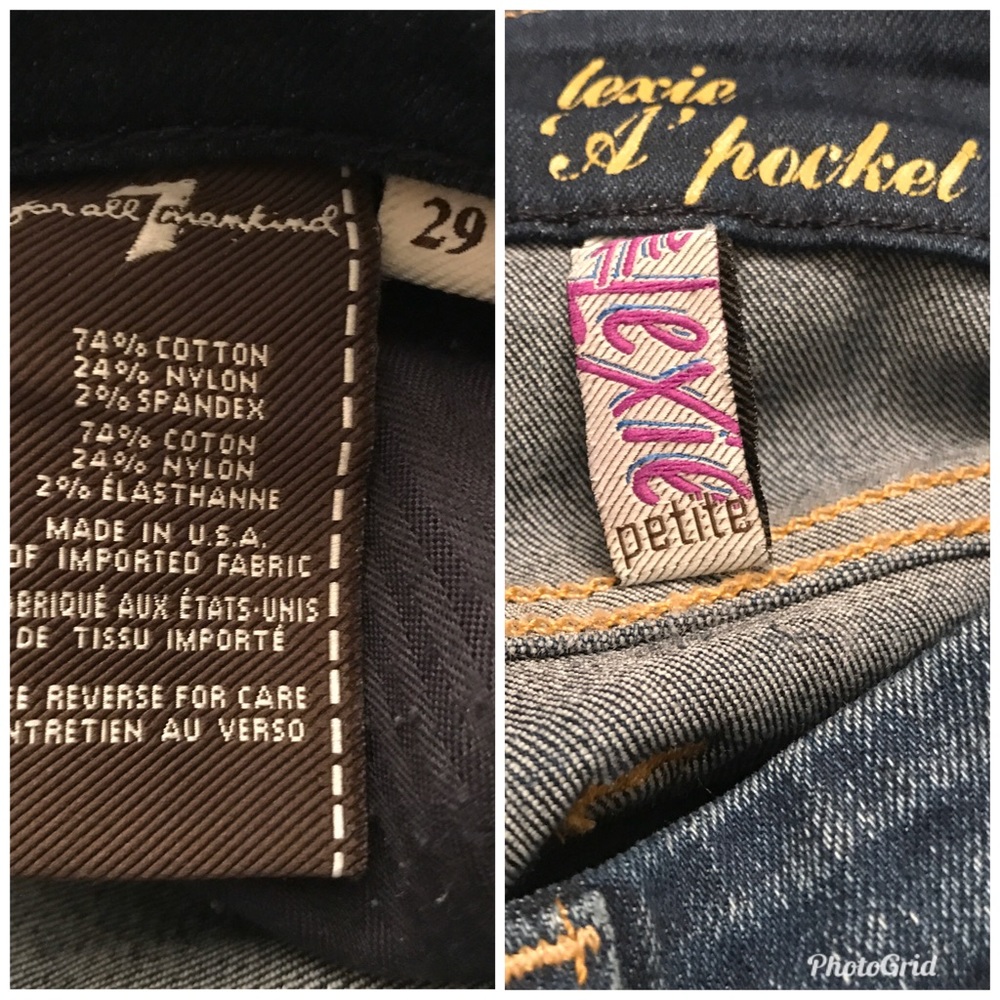 for all 7 mankind
29
74% COTTON
24% NYLON
2% SPANDEX
74% COTON
24% NYLON
2% ÉLASTHANNE
MADE IN U.S.A.
OF IMPORTED FABRIC
BRIQUÉ AUX ÉTATS-UNIS
DE TISSU IMPORTÉ
E REVERSE FOR CARE
NTRETIEN AU VERSO
lexie
'A' pocket
Lexie
petite
PhotoGrid